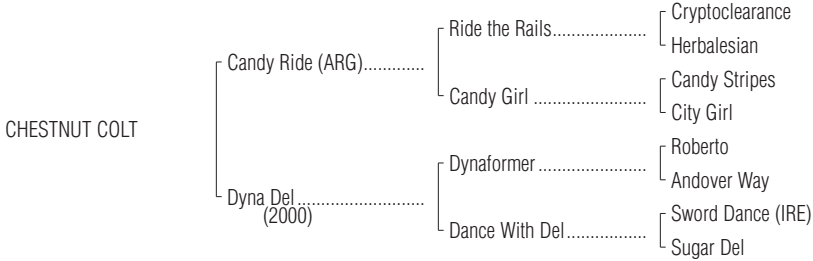 Cryptoclearance
Ride the Rails....................
Herbalesian
Candy Ride (ARG).............
Candy Stripes
Candy Girl ........................
City Girl
CHESTNUT COLT
Roberto
Dynaformer .......................
Andover Way
Dyna Del...........................
(2000)
Sword Dance (IRE)
Dance With Del.................
Sugar Del